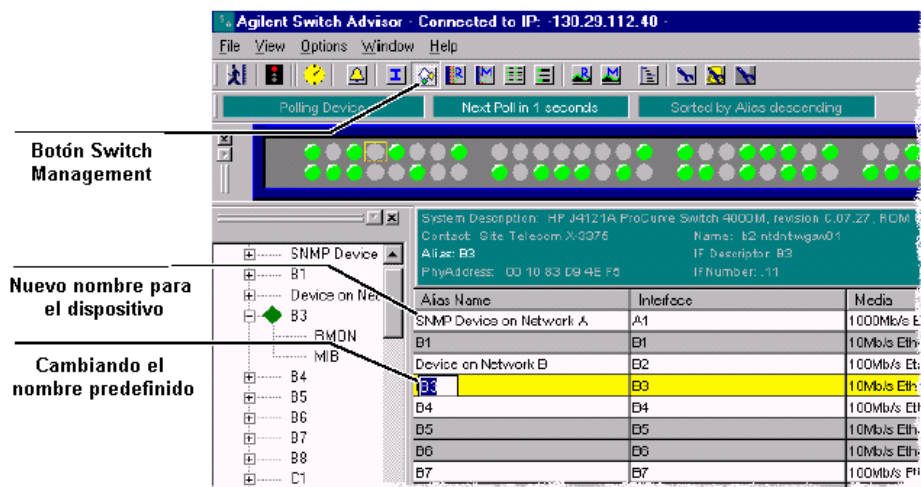 Agilent Switch Advisor - Connected to IP: -130.29.112.40 -
File View Options Window Help
Polling Device Next Poll in 1 seconds Sorted by Alias descending
Botón Switch
Management
System Description: HP J4121A ProCurve Switch 4000M, revision C.07.27, ROM
Contact: Site Telecom X-3375 Name: b2-ntdntwgsw01
Alias: B3 IF Descriptor: B3
PhyAddress: 00 10 83 D9 4E F6 IFNumber: .11
SNMP Device
B1
Device on Net
B3
RMON
MIB
B4
B5
B6
B7
B8
C1
Nuevo nombre para
el dispositivo
Cambiando el
nombre predefinido
Alias Name Interface Media
SNMP Device on Network A A1 1000Mb/s E
B1 B1 10Mb/s Eth
Device on Network B B2 100Mb/s Et
B3 B3 10Mb/s Eth
B4 B4 100Mb/s Eth
B5 B5 10Mb/s Eth
B6 B6 10Mb/s Eth
B7 B7 100Mb/s